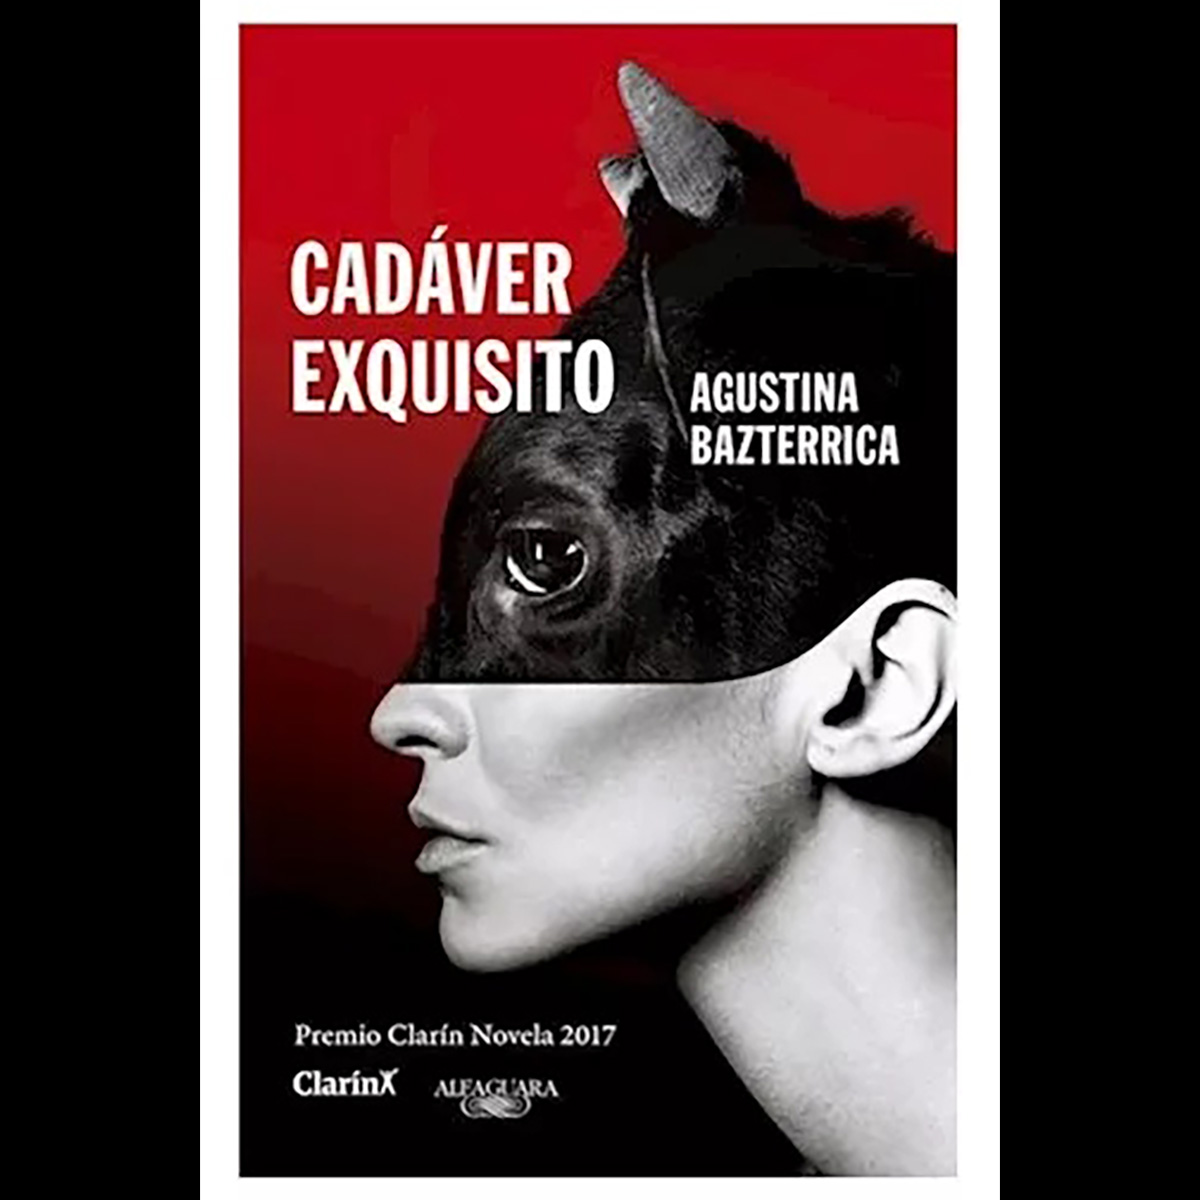 CADÁVER
EXQUISITO
AGUSTINA
BAZTERRICA
Premio Clarín Novela 2017
Clarín
ALFAGUARA